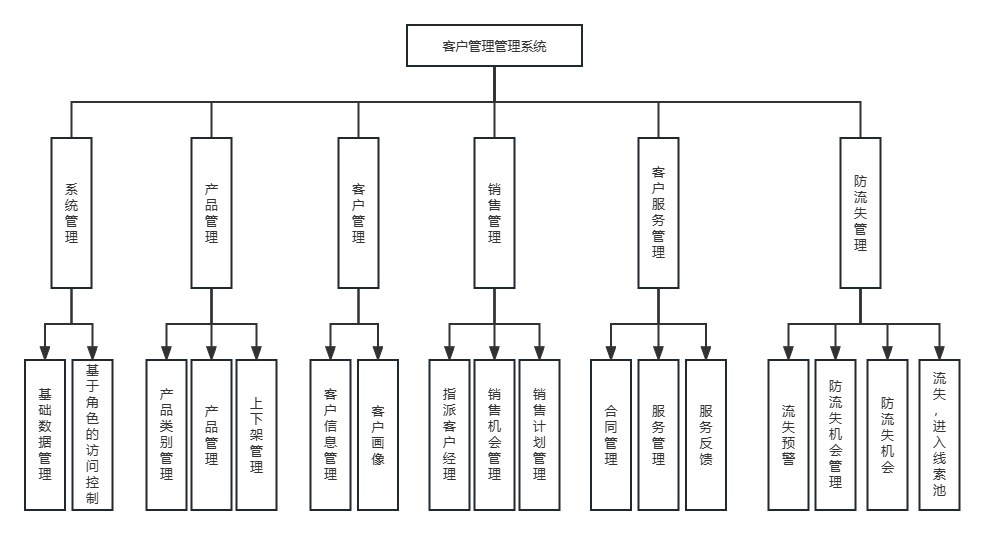 客户管理管理系统
系统管理
产品管理
客户管理
销售管理
客户服务管理
防流失管理
基础数据管理
基于角色的访问控制
产品类别管理
产品管理
上下架管理
客户信息管理
客户画像
指派客户经理
销售机会管理
销售计划管理
合同管理
服务管理
服务反馈
流失预警
防流失机会管理
防流失机会
流失，进入线索池